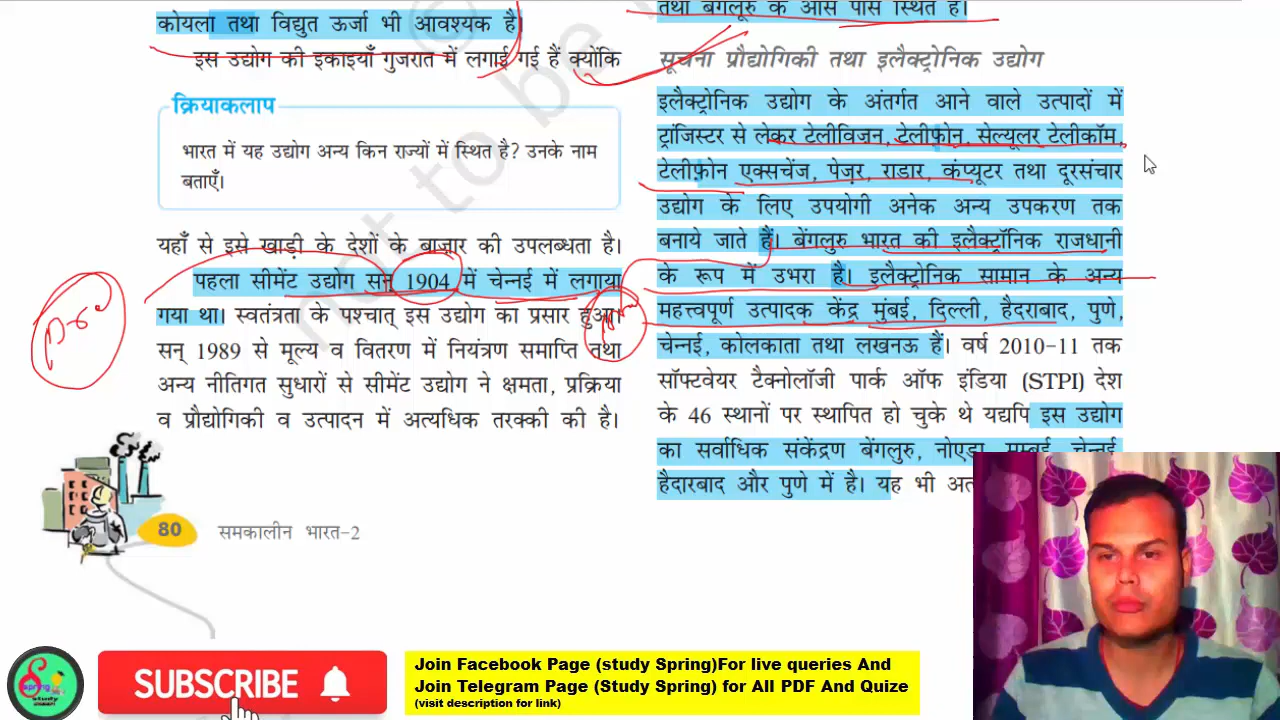 कोयला तथा विद्युत ऊर्जा भी आवश्यक है।
इस उद्योग की इकाइयाँ गुजरात में लगाई गई हैं क्योंकि
क्रियाकलाप
भारत में यह उद्योग अन्य किन राज्यों में स्थित है? उनके नाम
बताएँ।
यहाँ से इसे खाड़ी के देशों के बाज़ार की उपलब्धता है।
पहला सीमेंट उद्योग सन् 1904 में चेन्नई में लगाया
गया था। स्वतंत्रता के पश्चात् इस उद्योग का प्रसार हुआ।
सन् 1989 से मूल्य व वितरण में नियंत्रण समाप्ति तथा
अन्य नीतिगत सुधारों से सीमेंट उद्योग ने क्षमता, प्रक्रिया
व प्रौद्योगिकी व उत्पादन में अत्यधिक तरक्की की है।
80 समकालीन भारत-2
तथा बेंगलूरु के आस पास स्थित है।
सूचना प्रौद्योगिकी तथा इलैक्ट्रोनिक उद्योग
इलैक्ट्रोनिक उद्योग के अंतर्गत आने वाले उत्पादों में
ट्रांजिस्टर से लेकर टेलीविज़न, टेलीफ़ोन, सेल्यूलर टेलीकॉम,
टेलीफ़ोन एक्सचेंज, पेज़र, राडार, कंप्यूटर तथा दूरसंचार
उद्योग के लिए उपयोगी अनेक अन्य उपकरण तक
बनाये जाते हैं। बेंगलुरु भारत की इलैक्ट्रॉनिक राजधानी
के रूप में उभरा है। इलैक्ट्रोनिक सामान के अन्य
महत्त्वपूर्ण उत्पादक केंद्र मुंबई, दिल्ली, हैदराबाद, पुणे,
चेन्नई, कोलकाता तथा लखनऊ हैं। वर्ष 2010-11 तक
सॉफ्टवेयर टैक्नोलॉजी पार्क ऑफ इंडिया (STPI) देश
के 46 स्थानों पर स्थापित हो चुके थे यद्यपि इस उद्योग
का सर्वाधिक संकेंद्रण बेंगलुरु, नोएडा, मुम्बई, चेन्नई,
हैदारबाद और पुणे में है। यह भी
not to be
SUBSCRIBE
Join Facebook Page (study Spring)For live queries And
Join Telegram Page (Study Spring) for All PDF And Quize
(visit description for link)